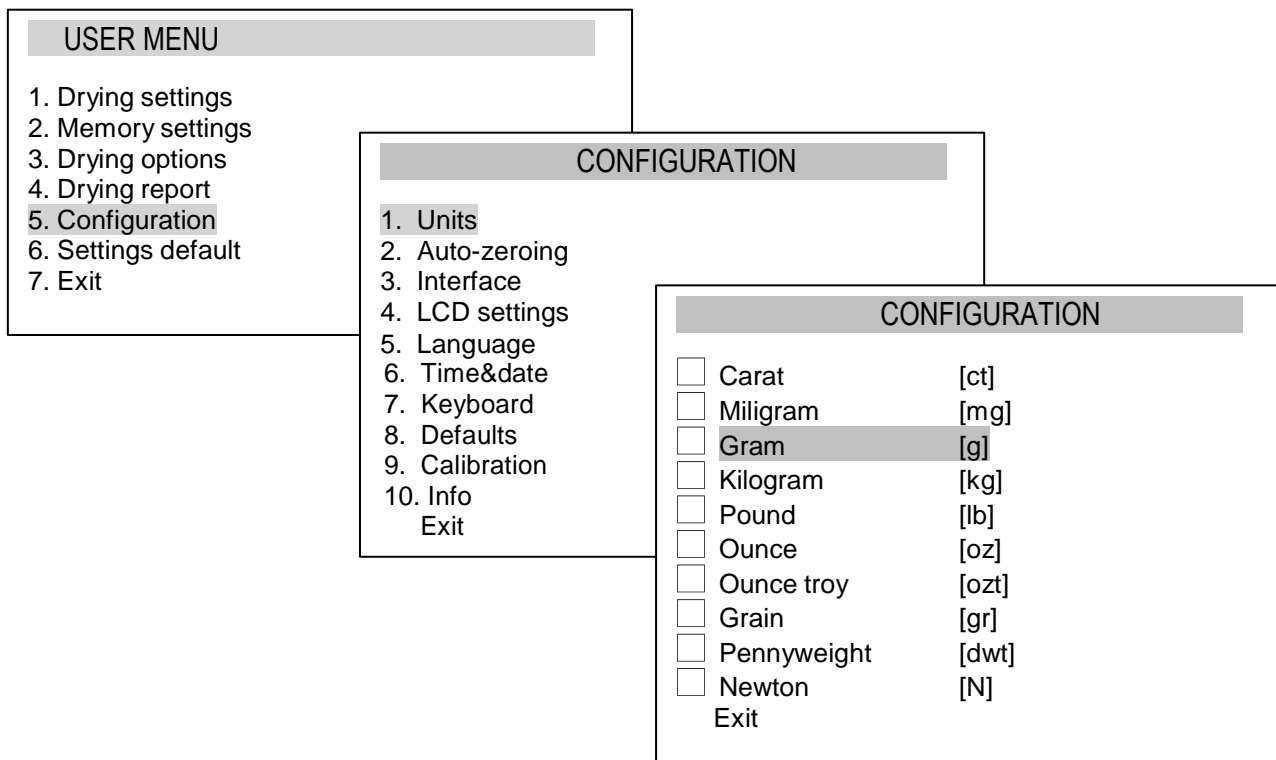 USER MENU
1. Drying settings
2. Memory settings
3. Drying options
4. Drying report
5. Configuration
6. Settings default
7. Exit
CONFIGURATION
1. Units
2. Auto-zeroing
3. Interface
4. LCD settings
5. Language
6. Time&date
7. Keyboard
8. Defaults
9. Calibration
10. Info
Exit
CONFIGURATION
Carat [ct]
Miligram [mg]
Gram [g]
Kilogram [kg]
Pound [lb]
Ounce [oz]
Ounce troy [ozt]
Grain [gr]
Pennyweight [dwt]
Newton [N]
Exit